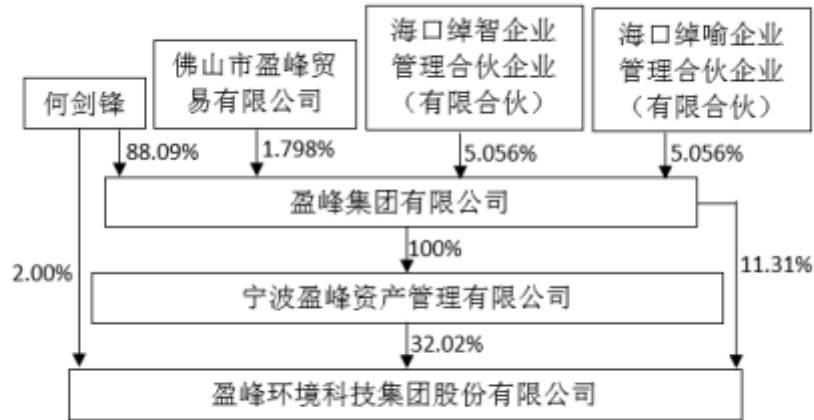 何剑锋
佛山市盈峰贸
易有限公司
海口绰智企业
管理合伙企业
（有限合伙）
海口绰喻企业
管理合伙企业
（有限合伙）
88.09%
1.798%
5.056%
5.056%
盈峰集团有限公司
2.00%
100%
11.31%
宁波盈峰资产管理有限公司
32.02%
盈峰环境科技集团股份有限公司